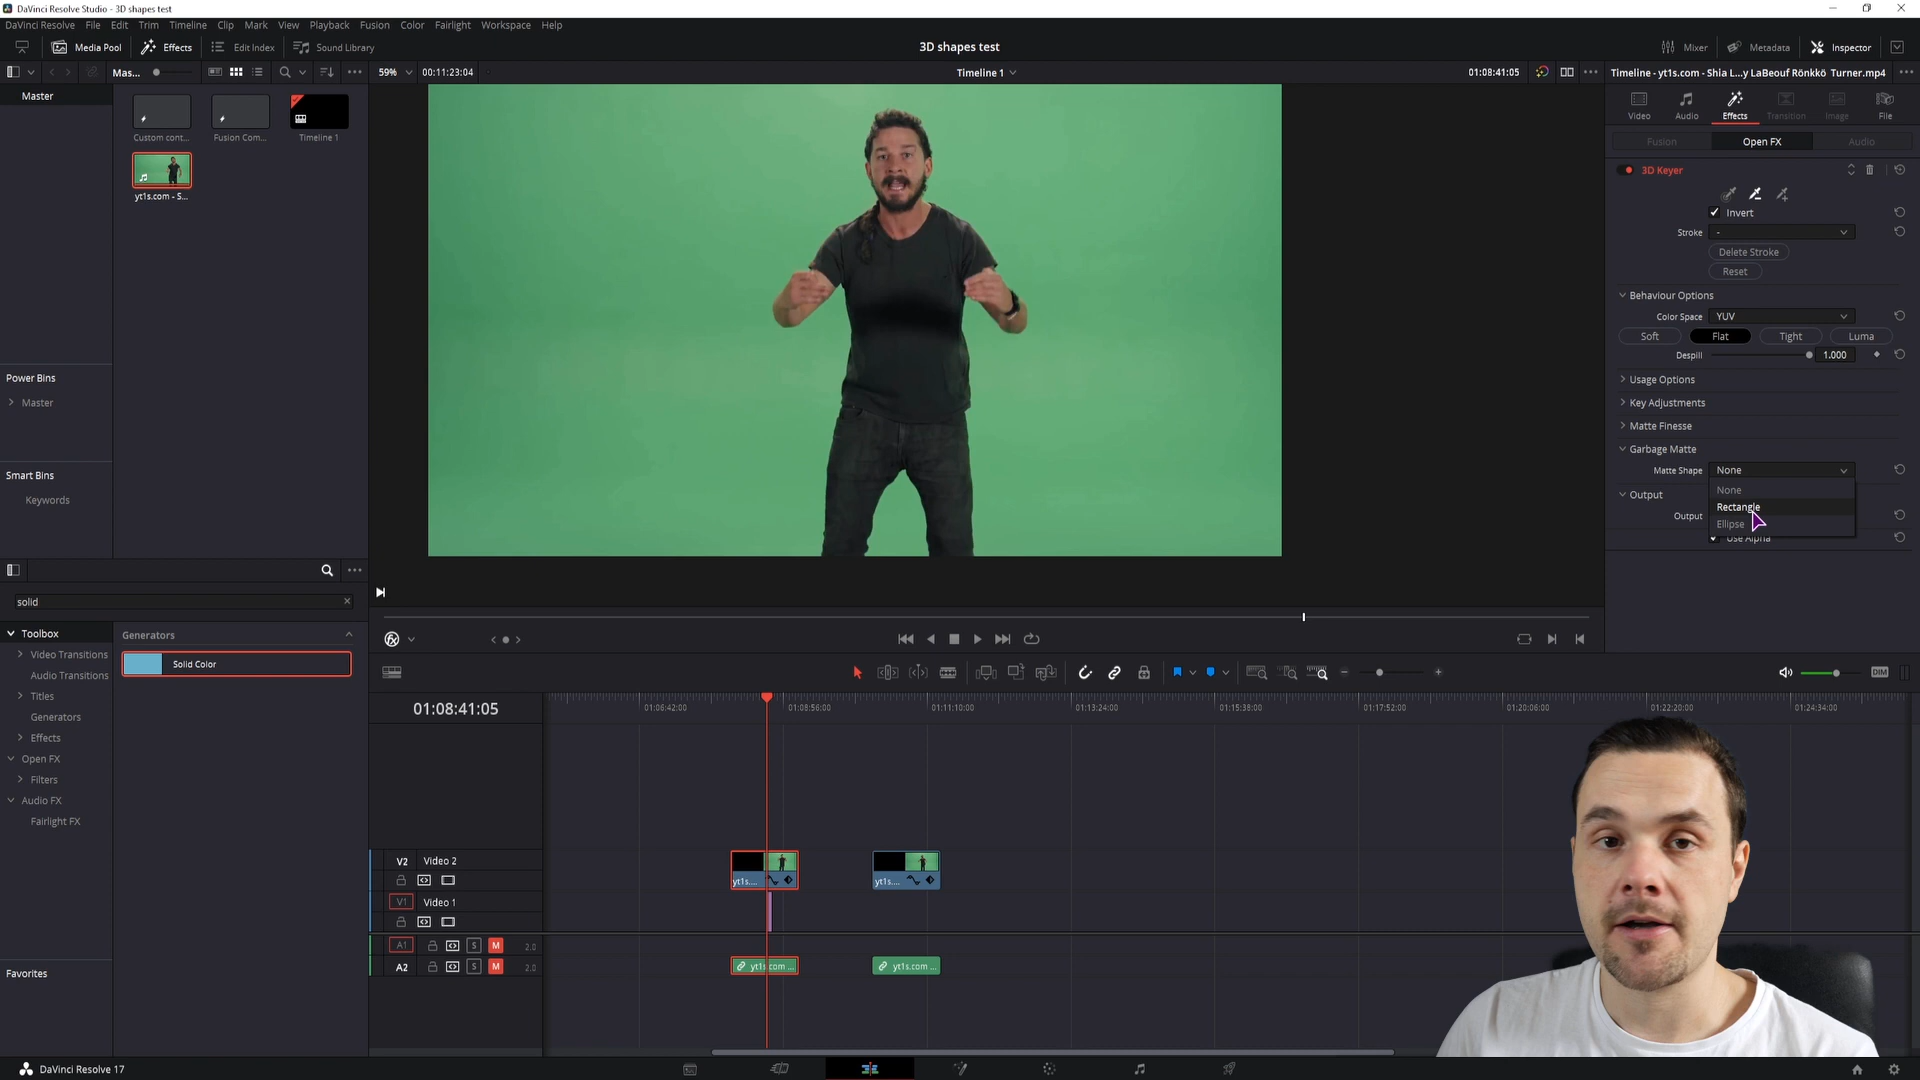 DaVinci Resolve Studio - 3D shapes test
DaVinci Resolve File Edit Trim Timeline Clip Mark View Playback Fusion Color Fairlight Workspace Help
Media Pool Effects Edit Index Sound Library
3D shapes test
Mixer Metadata Inspector
Mas...
59% 00:11:23:04
Timeline 1
01:08:41:05
Timeline - yt1s.com - Shia L...y LaBeouf Rönkkö Turner.mp4
Master
Custom cont...
Fusion Com...
Timeline 1
yt1s.com - S...
Video Audio Effects Transition Image File
Fusion Open FX Audio
3D Keyer
Invert
Stroke -
Delete Stroke
Reset
Behaviour Options
Color Space YUV
Soft Flat Tight Luma
Despill 1.000
Usage Options
Key Adjustments
Matte Finesse
Garbage Matte
Matte Shape None
None
Output
Rectangle
Output
Ellipse
Use Alpha
Power Bins
Master
Smart Bins
Keywords
solid
Toolbox
Video Transitions
Audio Transitions
Titles
Generators
Effects
Open FX
Filters
Audio FX
Fairlight FX
Favorites
Generators
Solid Color
DIM
01:08:41:05
01:06:42:00 01:08:56:00 01:11:10:00 01:13:24:00 01:15:38:00 01:17:52:00 01:20:06:00 01:22:20:00 01:24:34:00
V2 Video 2
yt1s.... yt1s....
V1 Video 1
A1 S M 2.0
A2 S M 2.0
yt1s.com ... yt1s.com ...
DaVinci Resolve 17